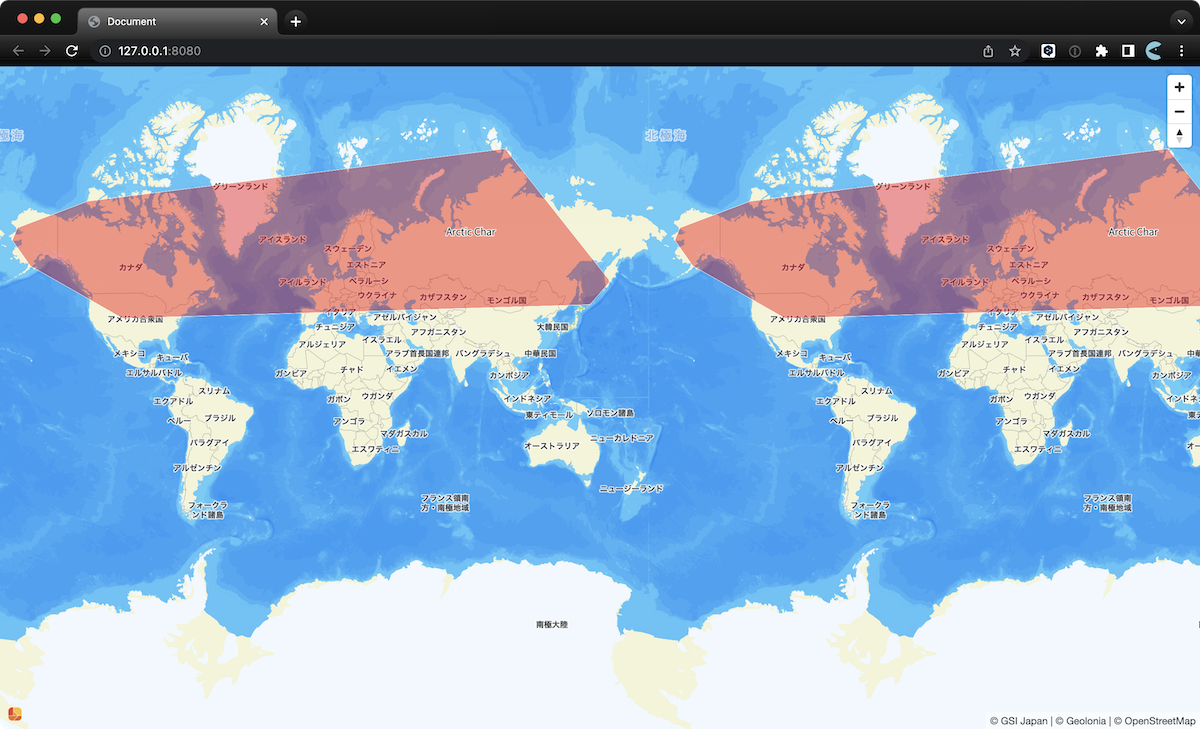 Document
127.0.0.1:8080
極海
北極海
グリーンランド
グリーンランド
アイスランド
Arctic Char
アイスランド
Arctic Char
スウェーデン
スウェーデン
カナダ
エストニア
カナダ
エストニア
アイルランド
ベラルーシ
アイルランド
ベラルーシ
ウクライナ
カザフスタン
モンゴル国
ウクライナ
カザフスタン
モンゴル国
アメリカ合衆国
イタリア
アゼルバイジャン
アメリカ合衆国
イタリア
アゼルバイジャン
チュニジア
アフガニスタン
大韓民国
チュニジア
アフガニスタン
アルジェリア
イスラエル
アルジェリア
イスラエル
メキシコ
キューバ
アラブ首長国連邦
バングラデシュ
中華民国
メキシコ
キューバ
アラブ首長国連邦
バングラデシュ
エルサルバドル
ガンビア
チャド
イエメン
カンボジア
エルサルバドル
ガンビア
チャド
イエメン
カンボジア
スリナム
スリナム
エクアドル
ガボン
ウガンダ
インドネシア
エクアドル
ガボン
ウガンダ
ペルー
ブラジル
アンゴラ
東ティモール
ソロモン諸島
ペルー
ブラジル
アンゴラ
パラグアイ
マダガスカル
ニューカレドニア
パラグアイ
マダガスカル
エスワティニ
オーストラリア
エスワティニ
アルゼンチン
アルゼンチン
ニュージーランド
フォークラ
ンド諸島
フランス領南
方・南極地域
フォークラ
ンド諸島
フランス領南
方・南極地域
南極大陸
© GSI Japan | © Geolonia | © OpenStreetMap